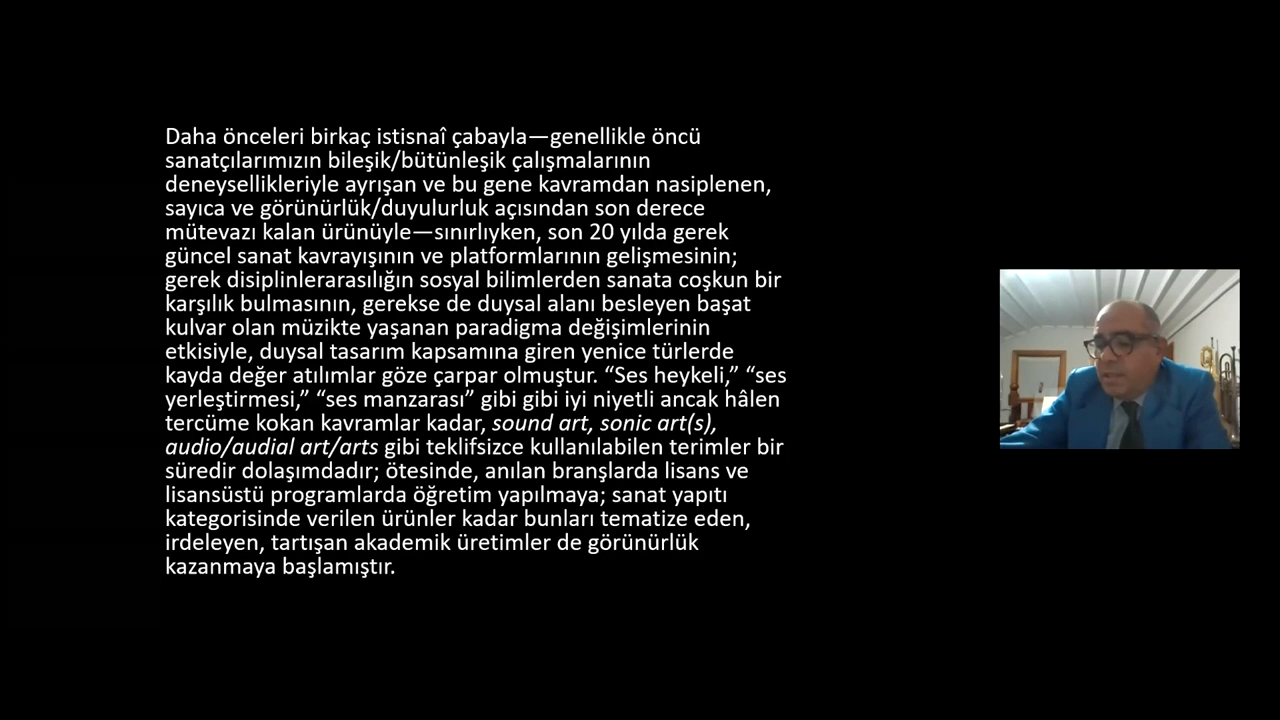 Daha önceleri birkaç istisnaî çabayla—genellikle öncü
sanatçılarımızın bileşik/bütünleşik çalışmalarının
deneysellikleriyle ayrışan ve bu gene kavramdan nasiplenen,
sayıca ve görünürlük/duyulurluk açısından son derece
mütevazı kalan ürünüyle—sınırlıyken, son 20 yılda gerek
güncel sanat kavrayışının ve platformlarının gelişmesinin;
gerek disiplinlerarasılığın sosyal bilimlerden sanata coşkun bir
karşılık bulmasının, gerekse de duysal alanı besleyen başat
kulvar olan müzikte yaşanan paradigma değişimlerinin
etkisiyle, duysal tasarım kapsamına giren yenice türlerde
kayda değer atılımlar göze çarpar olmuştur. “Ses heykeli,” “ses
yerleştirmesi,” “ses manzarası” gibi gibi iyi niyetli ancak hâlen
tercüme kokan kavramlar kadar, sound art, sonic art(s),
audio/audial art/arts gibi teklifsizce kullanılabilen terimler bir
süredir dolaşımdadır; ötesinde, anılan branşlarda lisans ve
lisansüstü programlarda öğretim yapılmaya; sanat yapıtı
kategorisinde verilen ürünler kadar bunları tematize eden,
irdeleyen, tartışan akademik üretimler de görünürlük
kazanmaya başlamıştır.